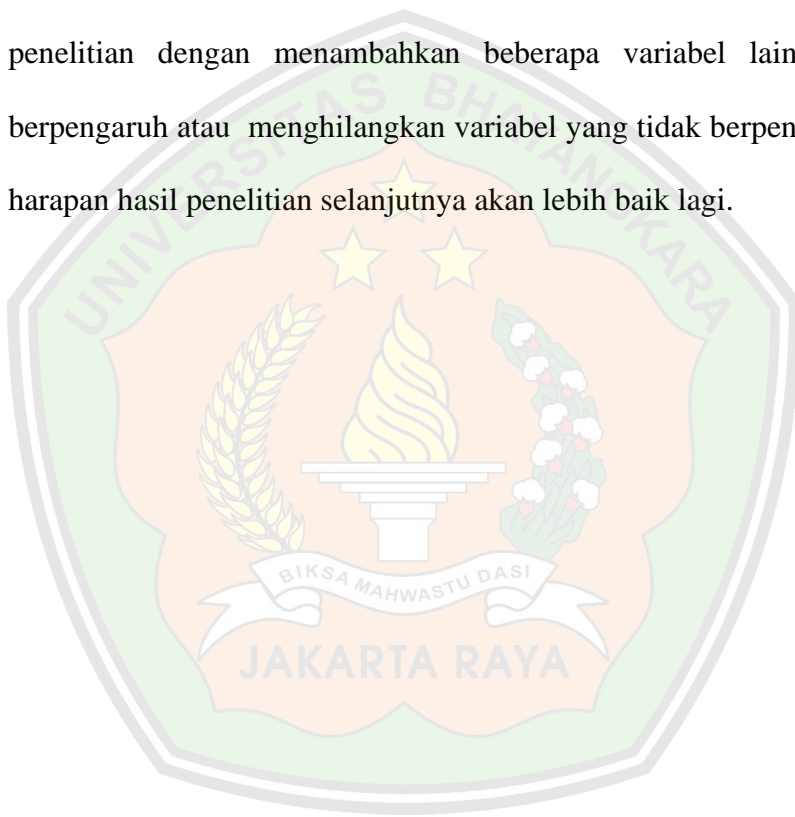 penelitian dengan menambahkan beberapa variabel lain
berpengaruh atau menghilangkan variabel yang tidak berpen
harapan hasil penelitian selanjutnya akan lebih baik lagi.
UNIVERSITAS BHAYANGKARA
BIKSA MAHWASTU DASI
JAKARTA RAYA